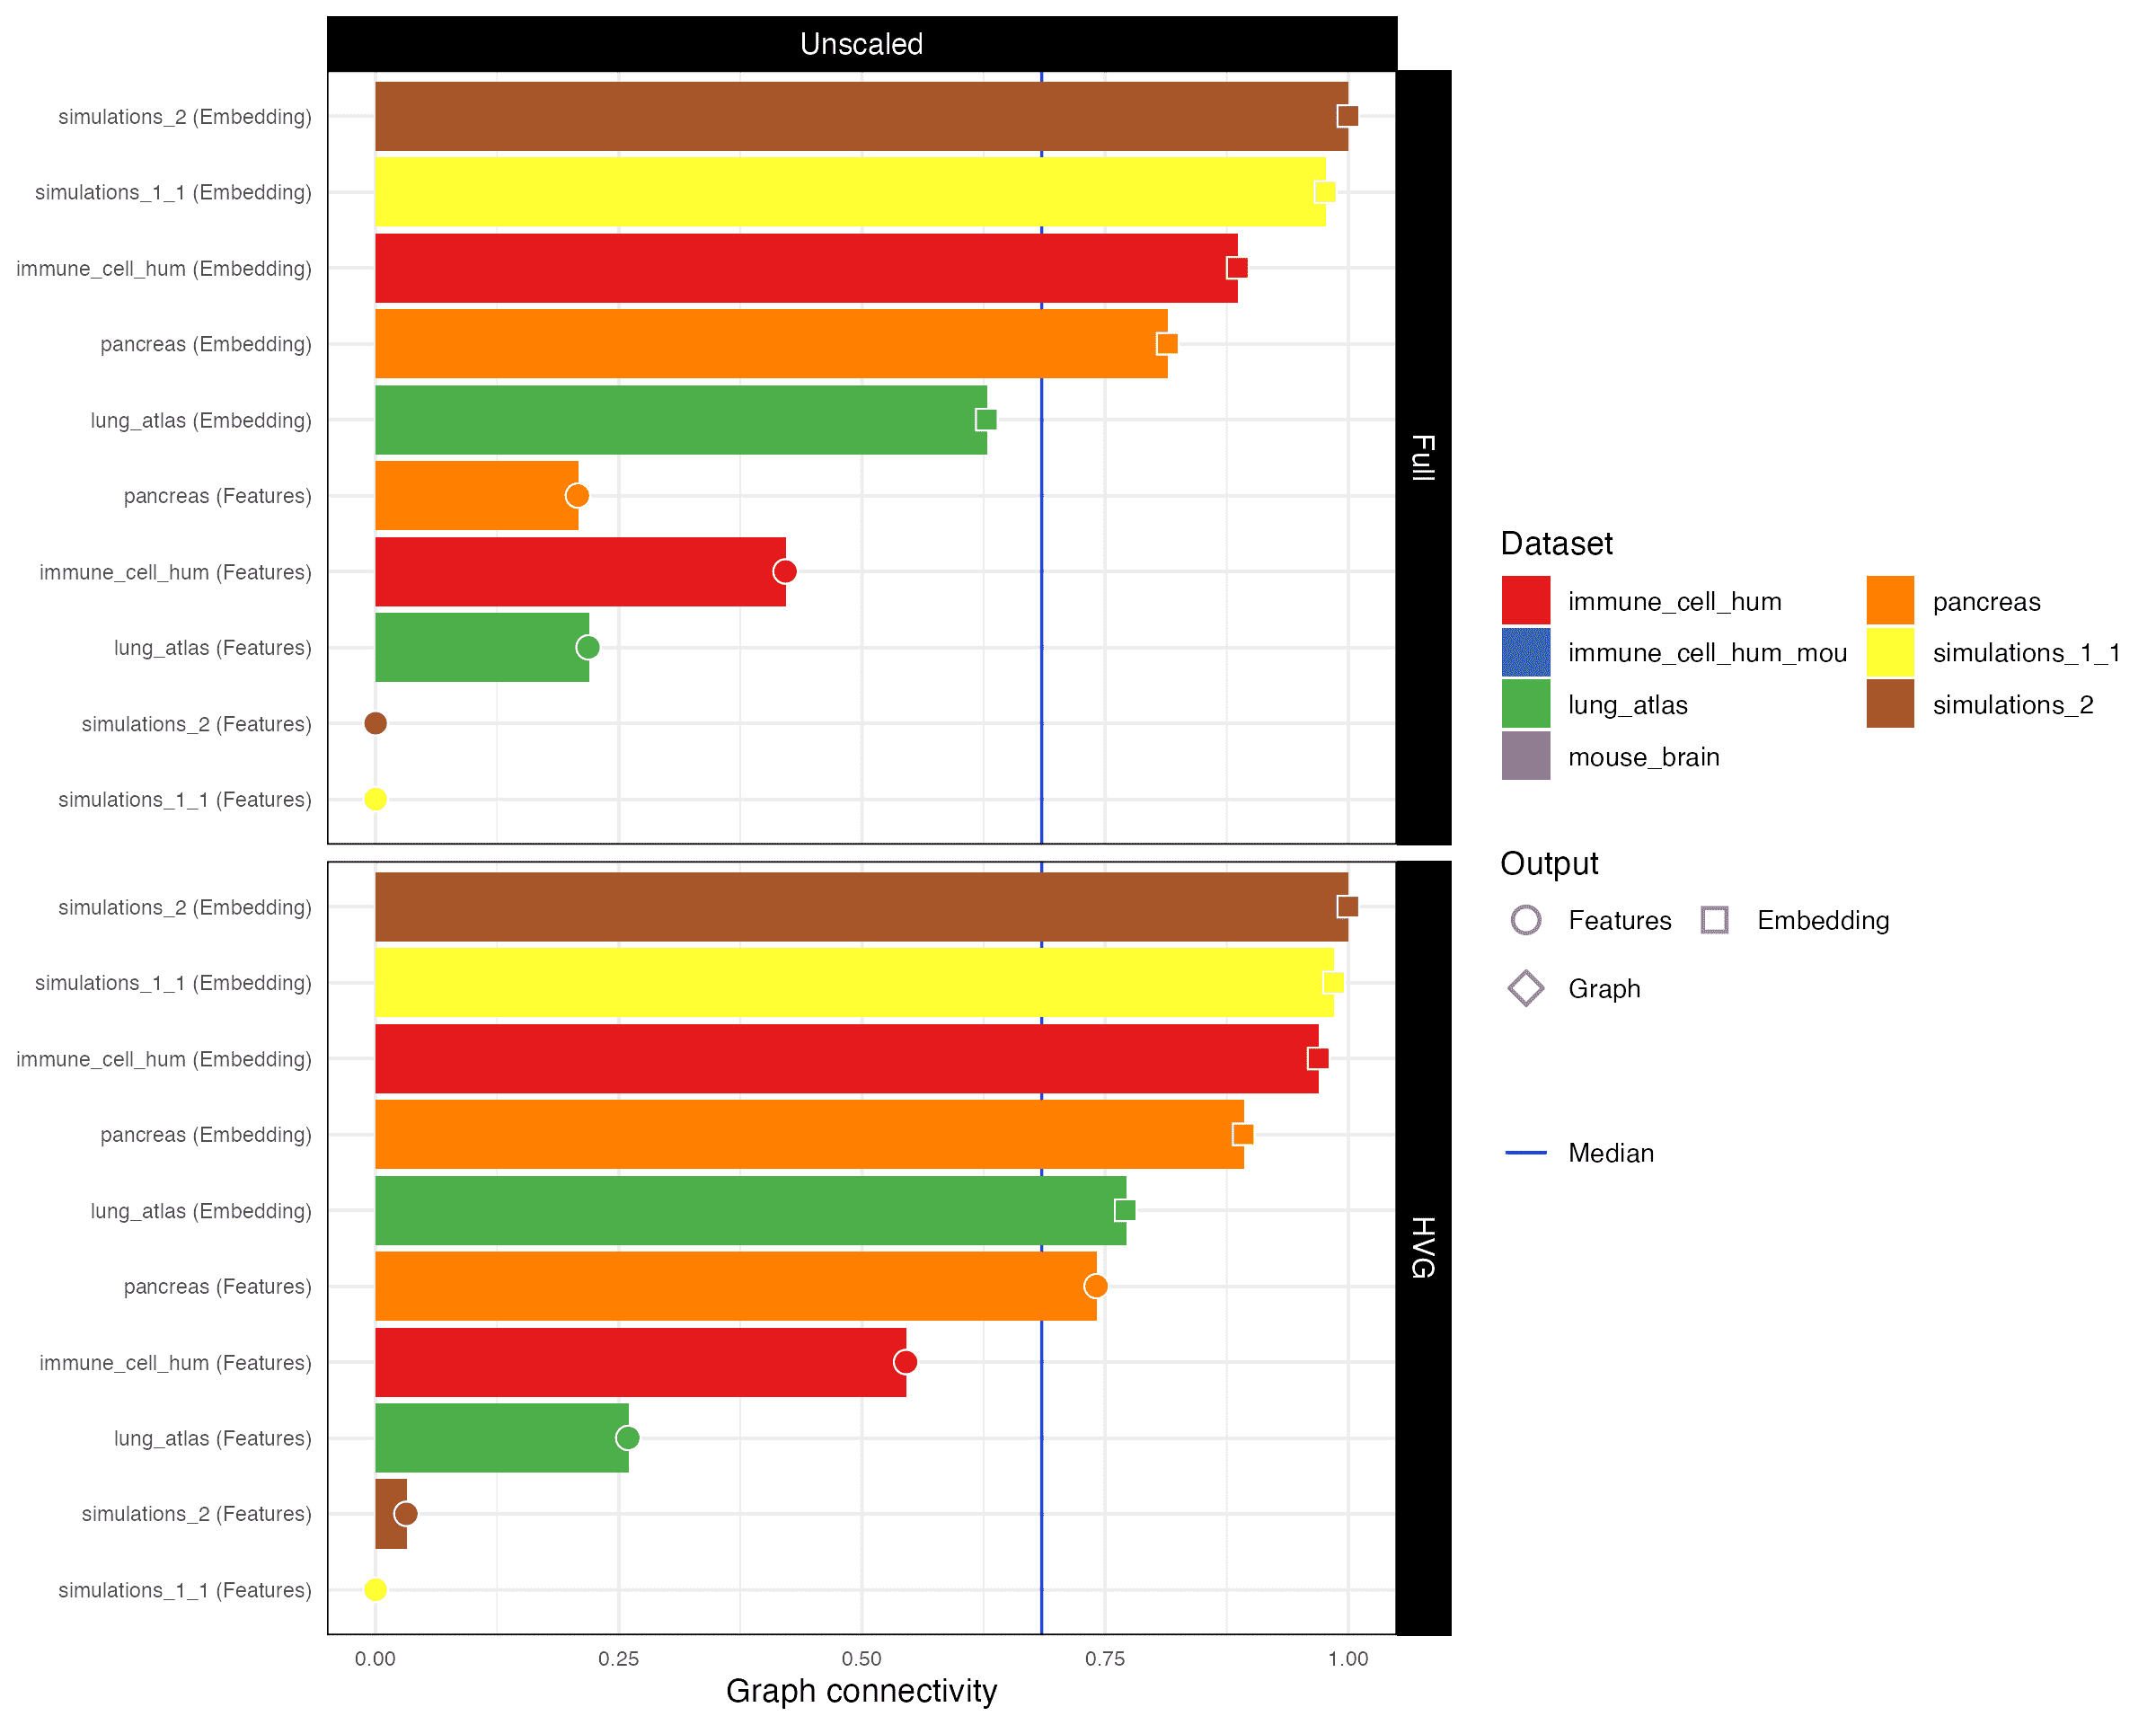 Unscaled
simulations_2 (Embedding)
simulations_1_1 (Embedding)
immune_cell_hum (Embedding)
pancreas (Embedding)
lung_atlas (Embedding)
pancreas (Features)
immune_cell_hum (Features)
lung_atlas (Features)
simulations_2 (Features)
simulations_1_1 (Features)
Full
simulations_2 (Embedding)
simulations_1_1 (Embedding)
immune_cell_hum (Embedding)
pancreas (Embedding)
lung_atlas (Embedding)
pancreas (Features)
immune_cell_hum (Features)
lung_atlas (Features)
simulations_2 (Features)
simulations_1_1 (Features)
HVG
0.00 0.25 0.50 0.75 1.00
Graph connectivity
Dataset
immune_cell_hum
immune_cell_hum_mou
lung_atlas
mouse_brain
pancreas
simulations_1_1
simulations_2
Output
Features Embedding
Graph
Median